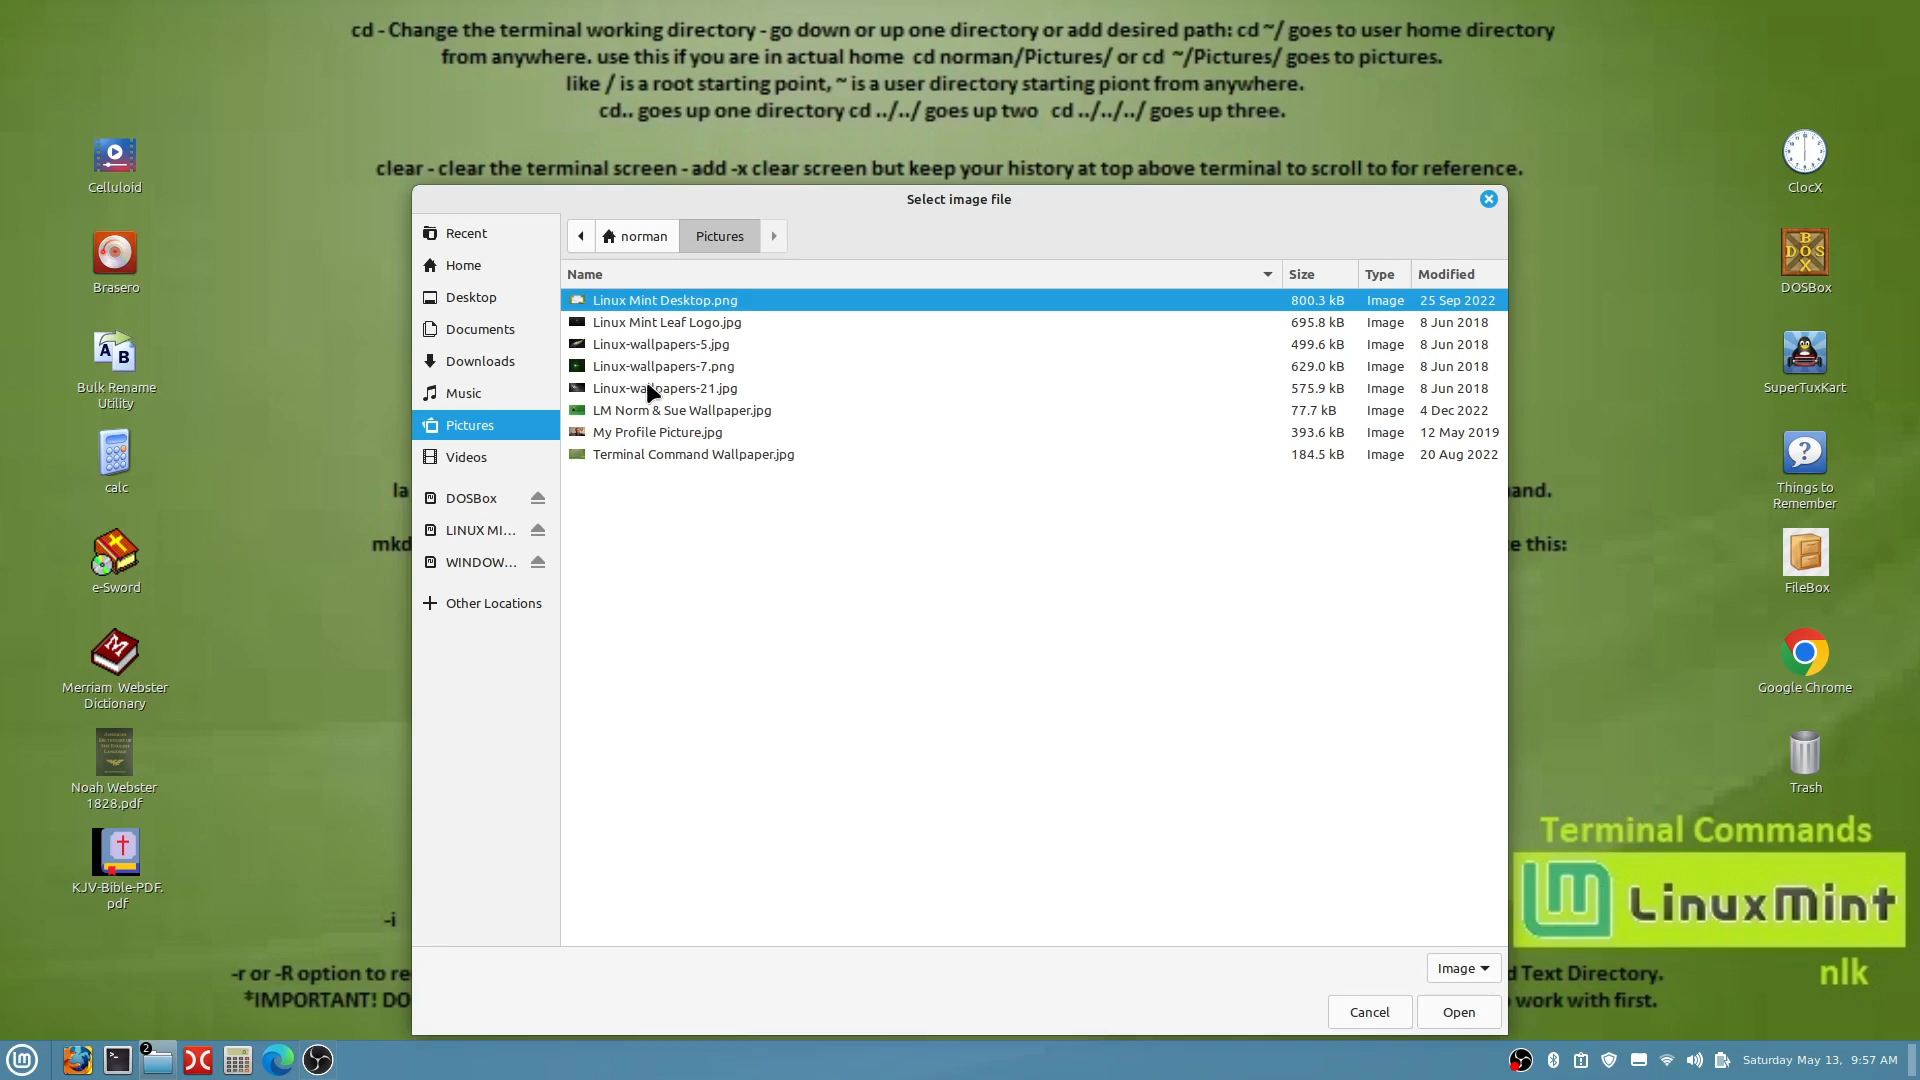 cd - Change the terminal working directory - go down or up one directory or add desired path: cd ~/ goes to user home directory
from anywhere. use this if you are in actual home  cd norman/Pictures/ or cd  ~/Pictures/ goes to pictures.
like / is a root starting point, ~ is a user directory starting piont from anywhere.
cd.. goes up one directory cd ../../ goes up two   cd ../../../ goes up three.
clear - clear the terminal screen - add -x clear screen but keep your history at top above terminal to scroll to for reference.
Celluloid
Brasero
Bulk Rename
Utility
calc
e-Sword
Merriam Webster
Dictionary
AMERICAN
DICTIONARY
Noah Webster
1828.pdf
KJV-Bible-PDF.
pdf
Select image file
Recent
Home
Desktop
Documents
Downloads
Music
Pictures
Videos
DOSBox
LINUX MI...
WINDOW...
Other Locations
norman
Pictures
Name Size Type Modified
Linux Mint Desktop.png 800.3 kB Image 25 Sep 2022
Linux Mint Leaf Logo.jpg 695.8 kB Image 8 Jun 2018
Linux-wallpapers-5.jpg 499.6 kB Image 8 Jun 2018
Linux-wallpapers-7.png 629.0 kB Image 8 Jun 2018
Linux-wallpapers-21.jpg 575.9 kB Image 8 Jun 2018
LM Norm & Sue Wallpaper.jpg 77.7 kB Image 4 Dec 2022
My Profile Picture.jpg 393.6 kB Image 12 May 2019
Terminal Command Wallpaper.jpg 184.5 kB Image 20 Aug 2022
Image
Cancel
Open
la
and.
mkd
e this:
-i
-r or -R option to re
d Text Directory.
*IMPORTANT! DO
work with first.
ClocX
BOX
DOS
DOSBox
SuperTuxKart
Things to
Remember
FileBox
Google Chrome
Trash
Terminal Commands
LinuxMint
nlk
2
Saturday May 13,  9:57 AM